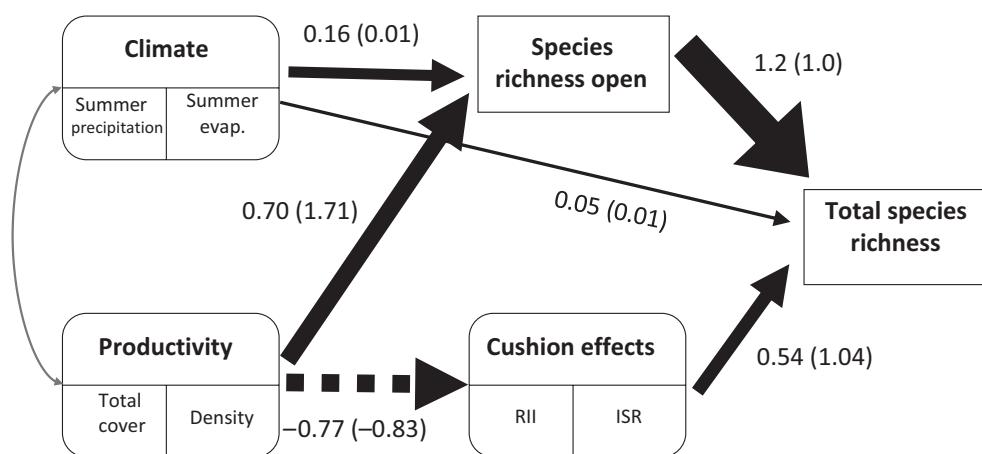 Climate
Summer
precipitation
Summer
evap.
0.16 (0.01)
Species
richness open
1.2 (1.0)
0.70 (1.71)
0.05 (0.01)
Total species
richness
Productivity
Total
cover
Density
−0.77 (−0.83)
Cushion effects
RII
ISR
0.54 (1.04)